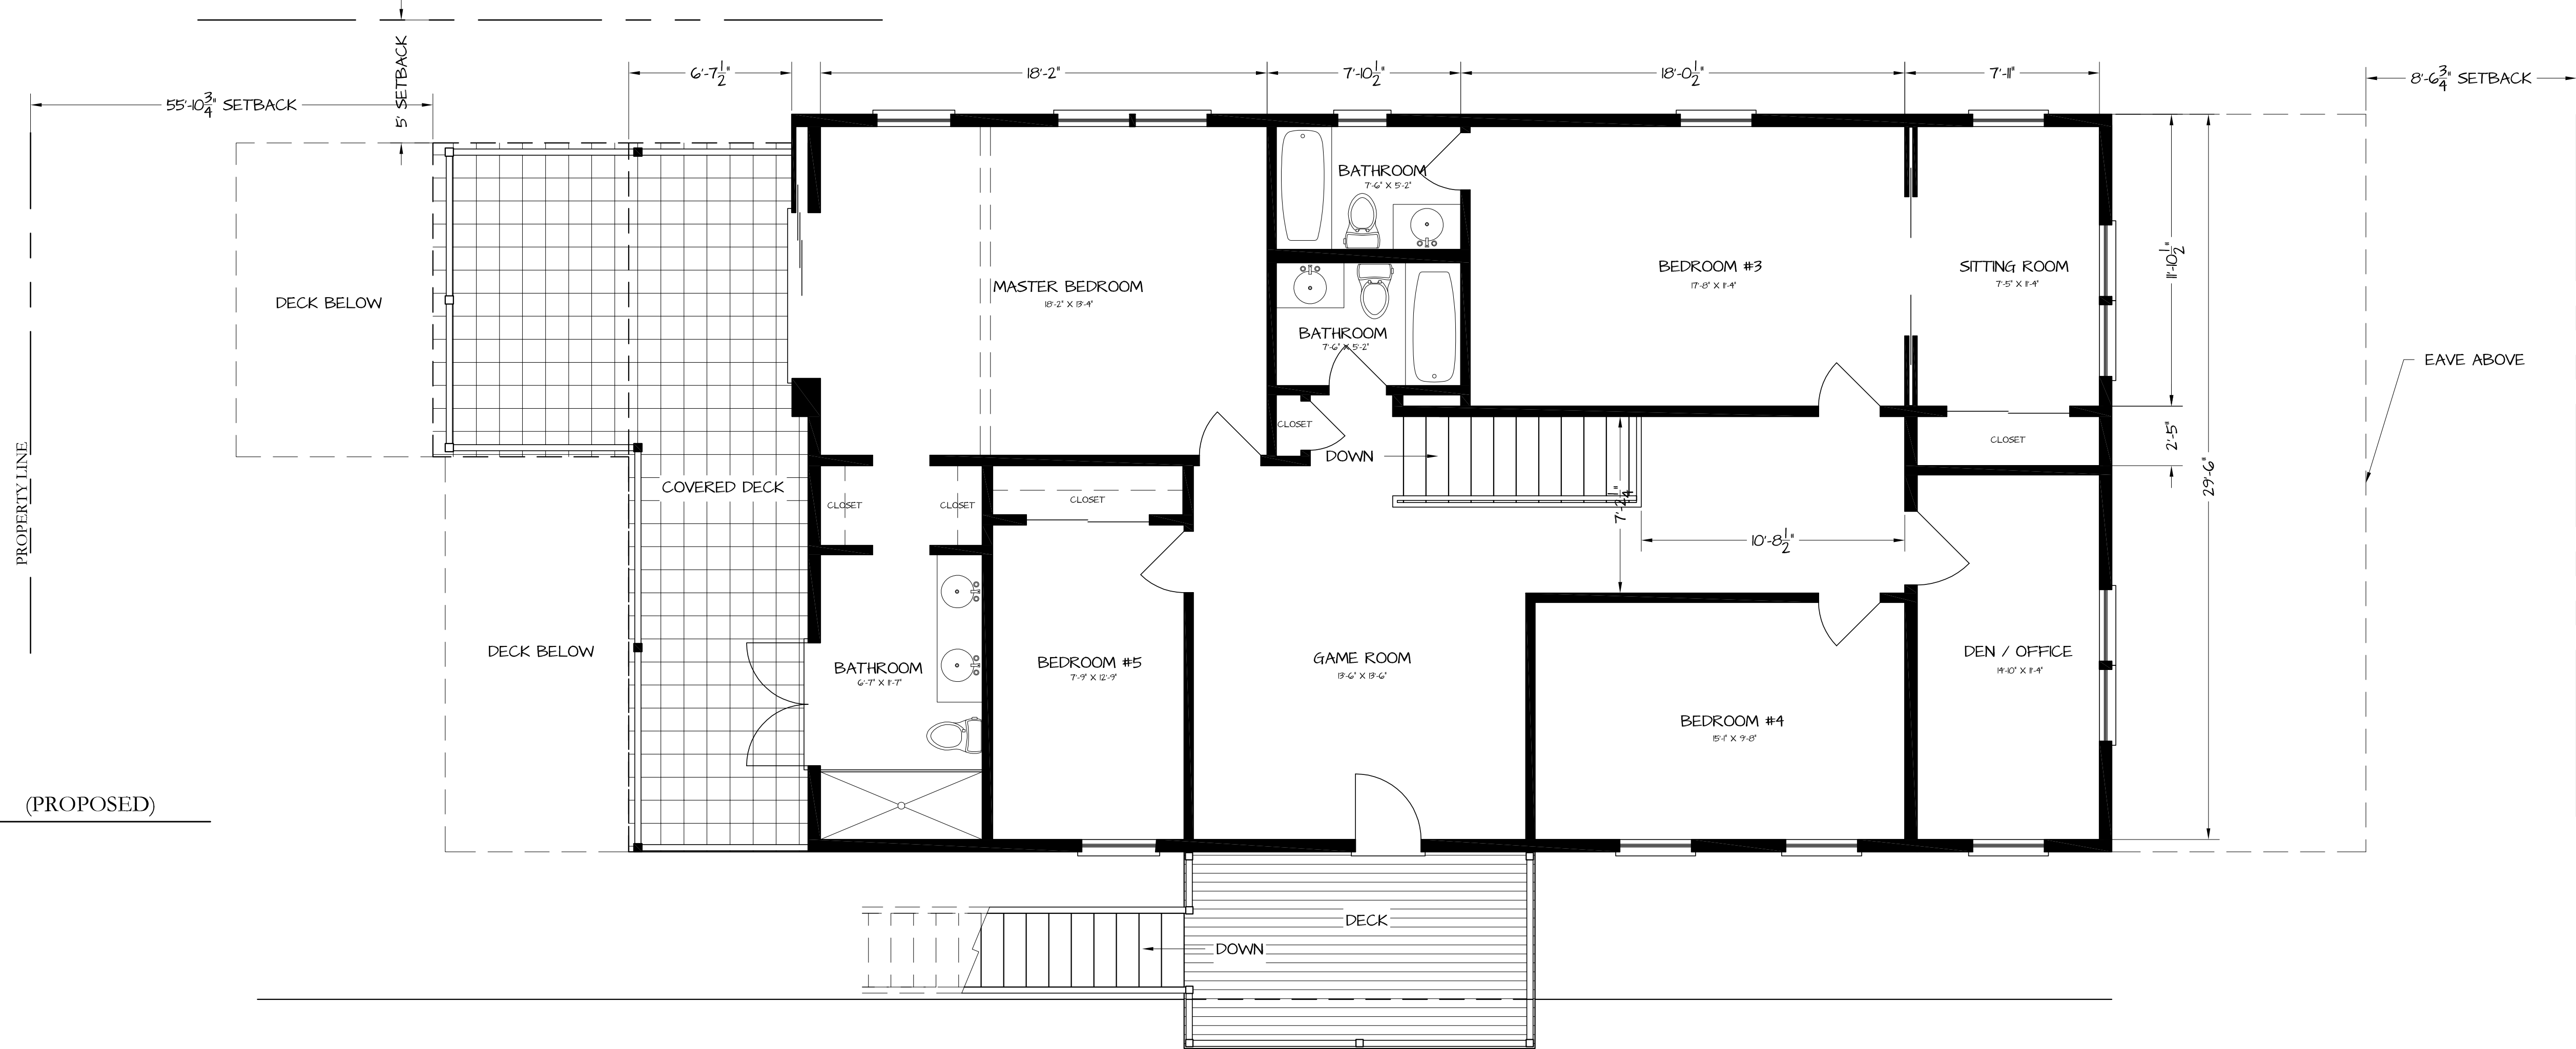 5' SETBACK
6'-7 1/2"
18'-2"
7'-10 1/2"
18'-0 1/2"
7'-11"
8'-6 3/4" SETBACK
55'-10 3/4" SETBACK
BATHROOM
7'-6" X 5'-2"
MASTER BEDROOM
18'-2" X 13'-4"
BEDROOM #3
17'-8" X 11'-4"
SITTING ROOM
7'-5" X 11'-4"
11'-10 1/2"
DECK BELOW
BATHROOM
7'-6" X 5'-2"
EAVE ABOVE
CLOSET
DOWN
CLOSET
2'-5"
29'-6"
PROPERTY LINE
COVERED DECK
CLOSET
CLOSET
CLOSET
7'-2 1/4"
10'-8 1/2"
DECK BELOW
BATHROOM
6'-7" X 11'-7"
BEDROOM #5
7'-9" X 12'-9"
GAME ROOM
13'-6" X 13'-6"
DEN / OFFICE
14'-10" X 11'-4"
BEDROOM #4
15'-1" X 9'-8"
(PROPOSED)
DECK
DOWN